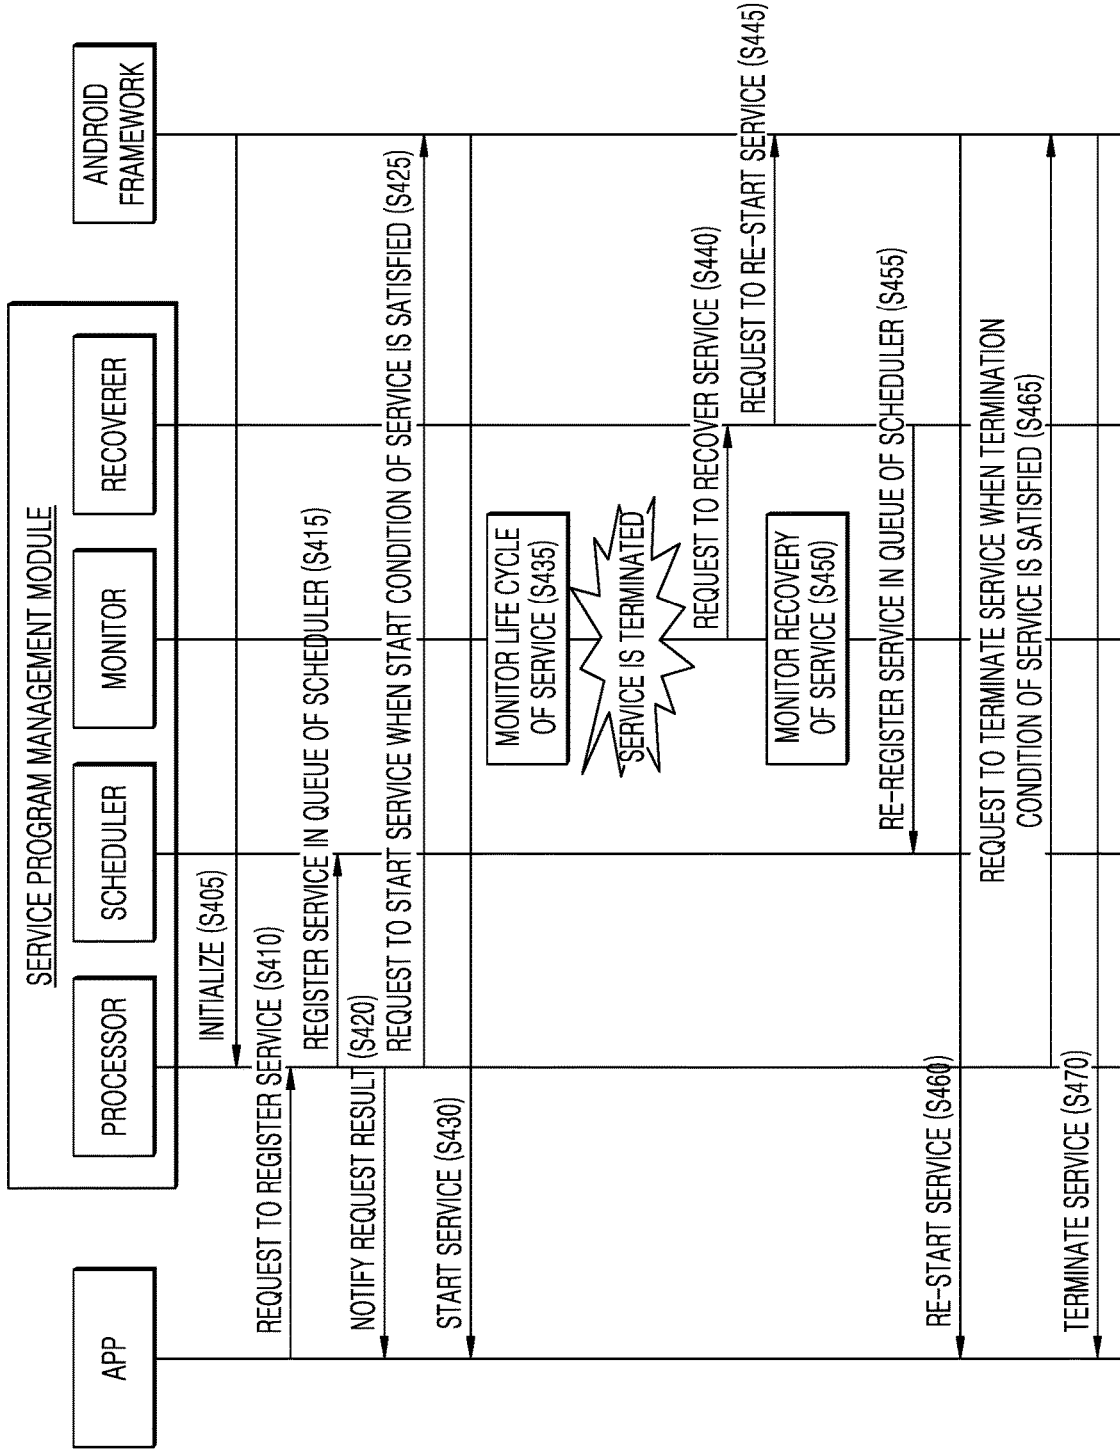 SERVICE PROGRAM MANAGEMENT MODULE
APP
PROCESSOR
SCHEDULER
MONITOR
RECOVERER
ANDROID
FRAMEWORK
INITIALIZE (S405)
REQUEST TO REGISTER SERVICE (S410)
REGISTER SERVICE IN QUEUE OF SCHEDULER (S415)
NOTIFY REQUEST RESULT (S420)
REQUEST TO START SERVICE WHEN START CONDITION OF SERVICE IS SATISFIED (S425)
START SERVICE (S430)
MONITOR LIFE CYCLE
OF SERVICE (S435)
SERVICE IS TERMINATED
REQUEST TO RECOVER SERVICE (S440)
REQUEST TO RE-START SERVICE (S445)
MONITOR RECOVERY
OF SERVICE (S450)
RE-REGISTER SERVICE IN QUEUE OF SCHEDULER (S455)
RE-START SERVICE (S460)
REQUEST TO TERMINATE SERVICE WHEN TERMINATION
CONDITION OF SERVICE IS SATISFIED (S465)
TERMINATE SERVICE (S470)